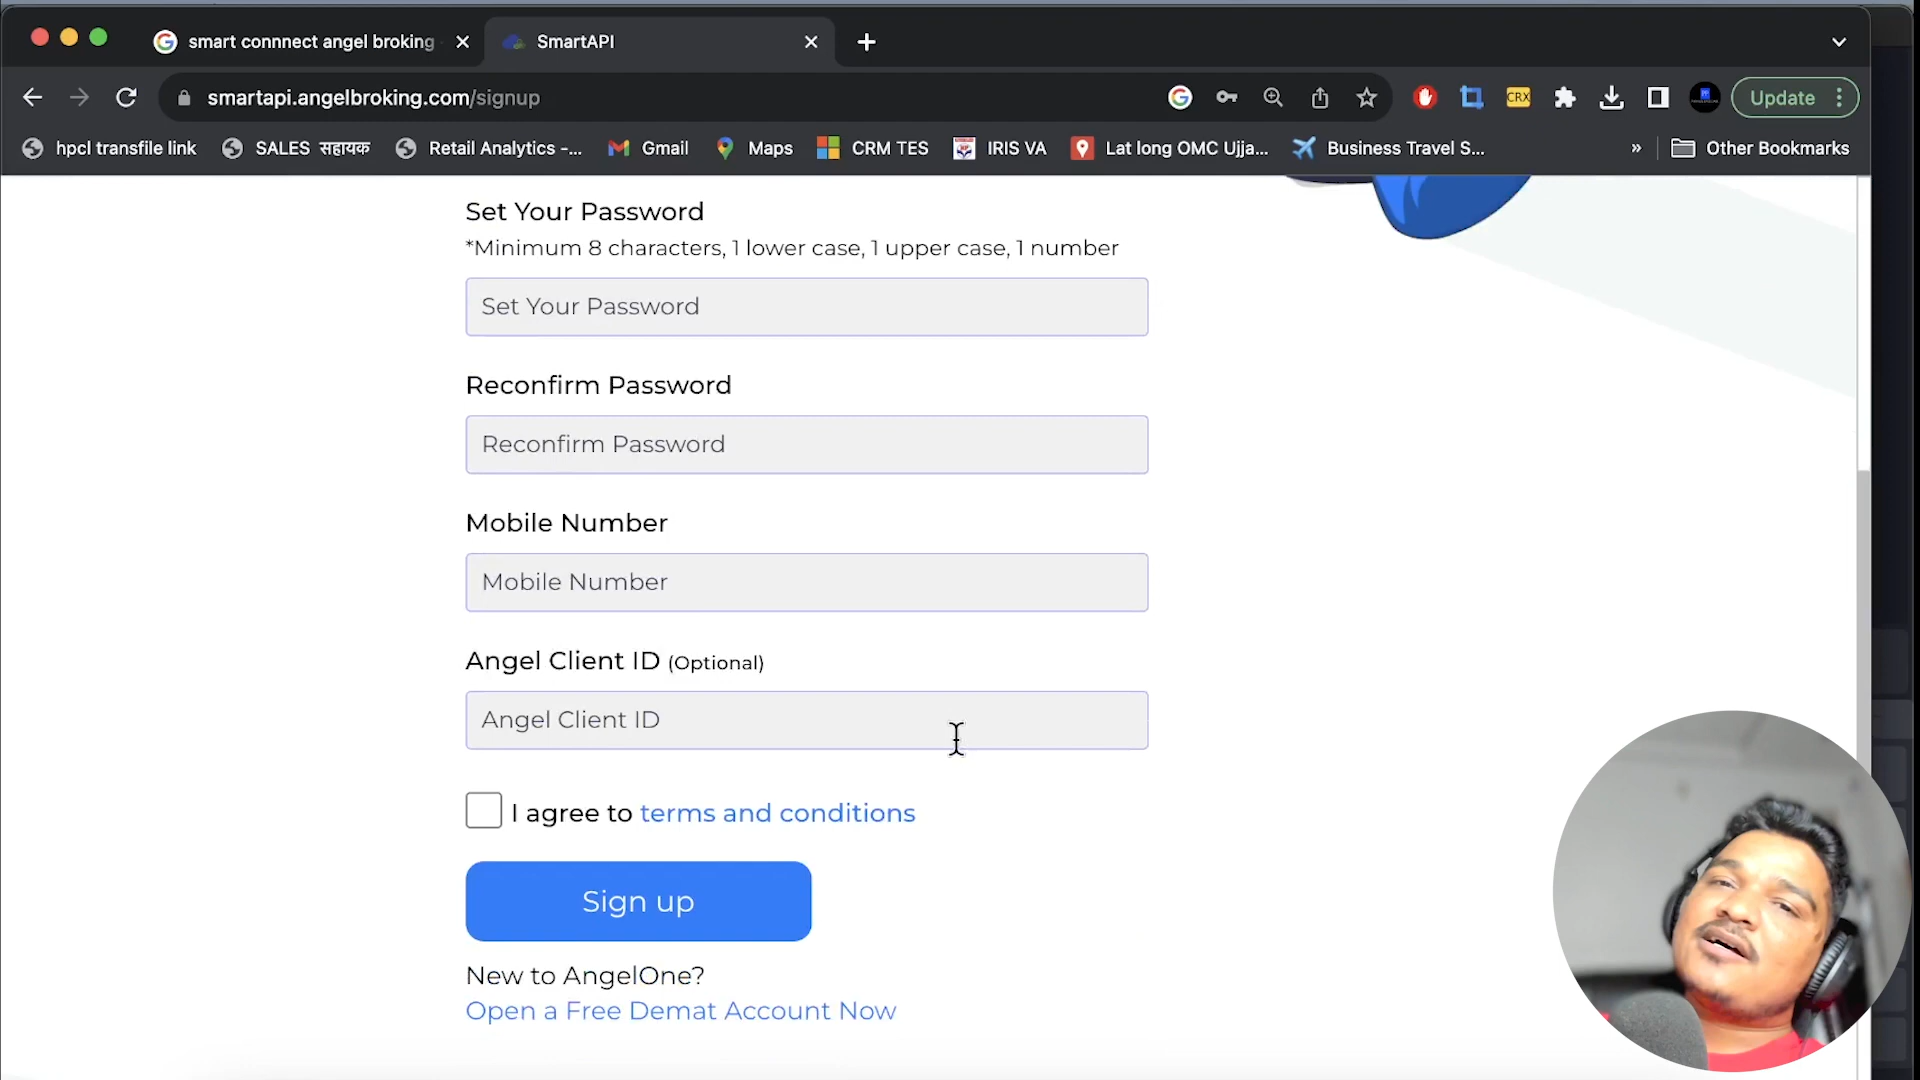 smart connnect angel broking
SmartAPI
smartapi.angelbroking.com/signup
CRX
Update
hpcl transfile link
SALES सहायक
Retail Analytics -...
Gmail
Maps
CRM TES
IRIS VA
Lat long OMC Ujja...
Business Travel S...
»
Other Bookmarks
Set Your Password
*Minimum 8 characters, 1 lower case, 1 upper case, 1 number
Set Your Password
Reconfirm Password
Reconfirm Password
Mobile Number
Mobile Number
Angel Client ID (Optional)
Angel Client ID
I agree to terms and conditions
Sign up
New to AngelOne?
Open a Free Demat Account Now